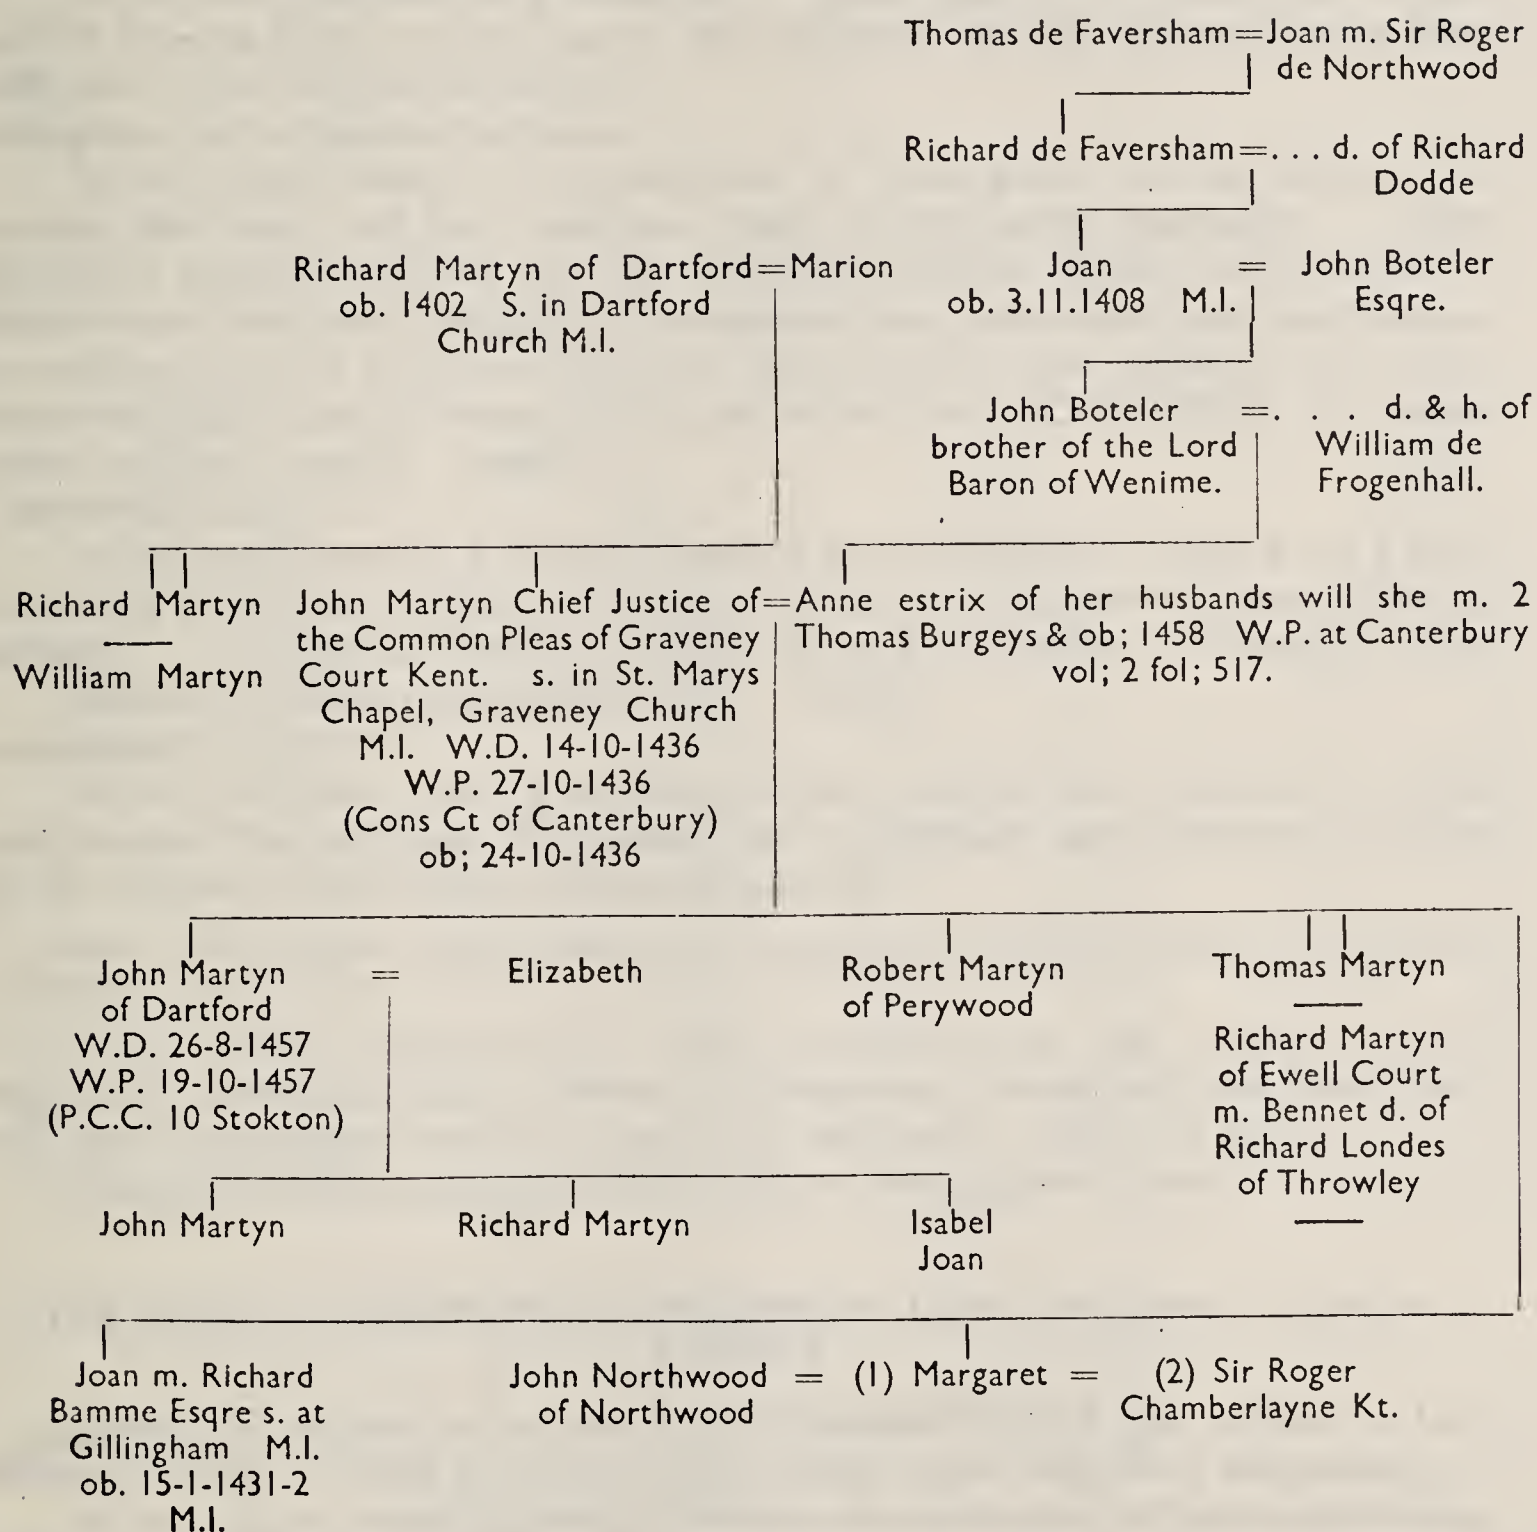 Thomas de Faversham=Joan m. Sir Roger
de Northwood
Richard de Faversham=. . . d. of Richard
Dodde
Richard Martyn of Dartford=Marion
ob. 1402 S. in Dartford
Church M.I.
Joan = John Boteler
ob. 3.11.1408 M.I. Esqre.
John Boteler =. . . d. & h. of
brother of the Lord William de
Baron of Wenime. Frogenhall.
Richard Martyn
William Martyn
John Martyn Chief Justice of=Anne estrix of her husbands will she m. 2
the Common Pleas of Graveney Thomas Burgeys & ob; 1458 W.P. at Canterbury
Court Kent. s. in St. Marys vol; 2 fol; 517.
Chapel, Graveney Church
M.I. W.D. 14-10-1436
W.P. 27-10-1436
(Cons Ct of Canterbury)
ob; 24-10-1436
John Martyn = Elizabeth
of Dartford
W.D. 26-8-1457
W.P. 19-10-1457
(P.C.C. 10 Stokton)
Robert Martyn
of Perywood
Thomas Martyn
Richard Martyn
of Ewell Court
m. Bennet d. of
Richard Londes
of Throwley
John Martyn
Richard Martyn
Isabel
Joan
Joan m. Richard
Bamme Esqre s. at
Gillingham M.I.
ob. 15-1-1431-2
M.I.
John Northwood = (1) Margaret = (2) Sir Roger
of Northwood Chamberlayne Kt.